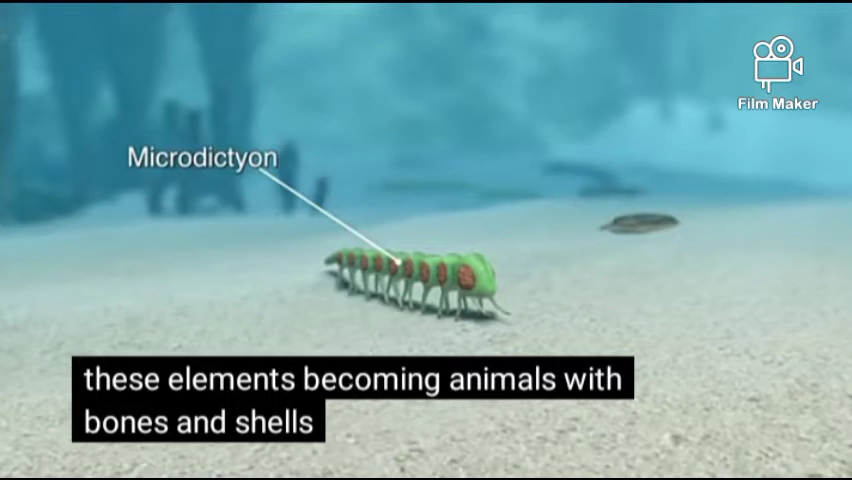 Film Maker
Microdictyon
these elements becoming animals with
bones and shells